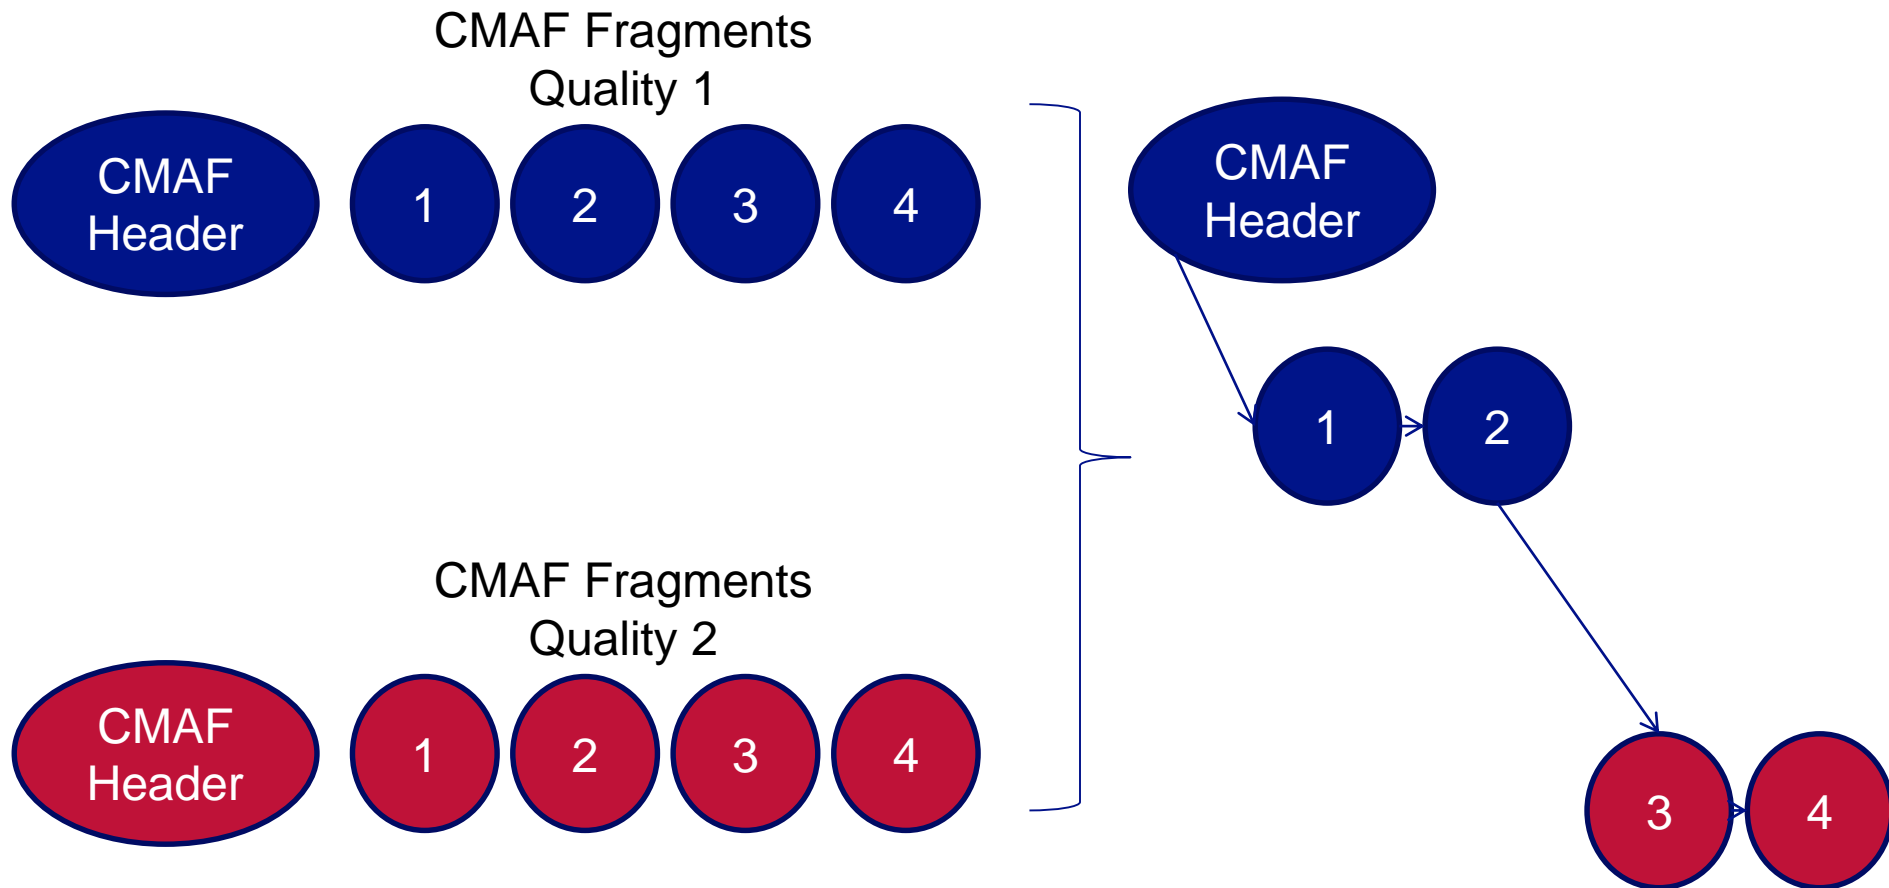 CMAF Fragments
Quality 1
CMAF
Header
1
2
3
4
CMAF Fragments
Quality 2
CMAF
Header
1
2
3
4
CMAF
Header
1
2
3
4